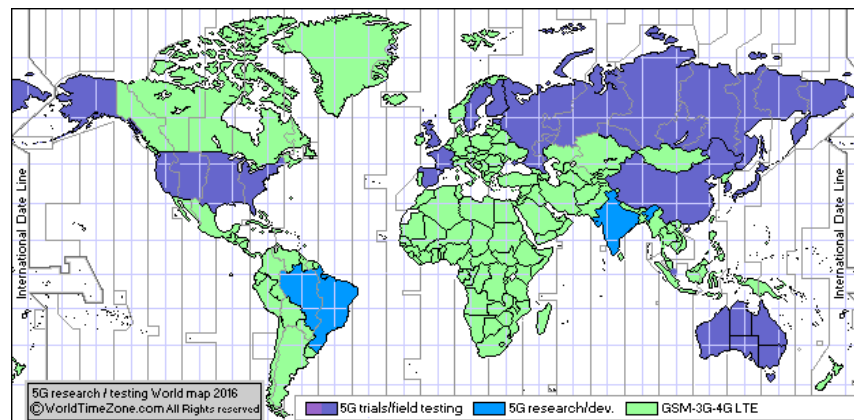 International Date Line
International Date Line
5G research / testing World map 2016
©WorldTimeZone.com All Rights reserved
5G trials/field testing
5G research/dev.
GSM-3G-4G LTE